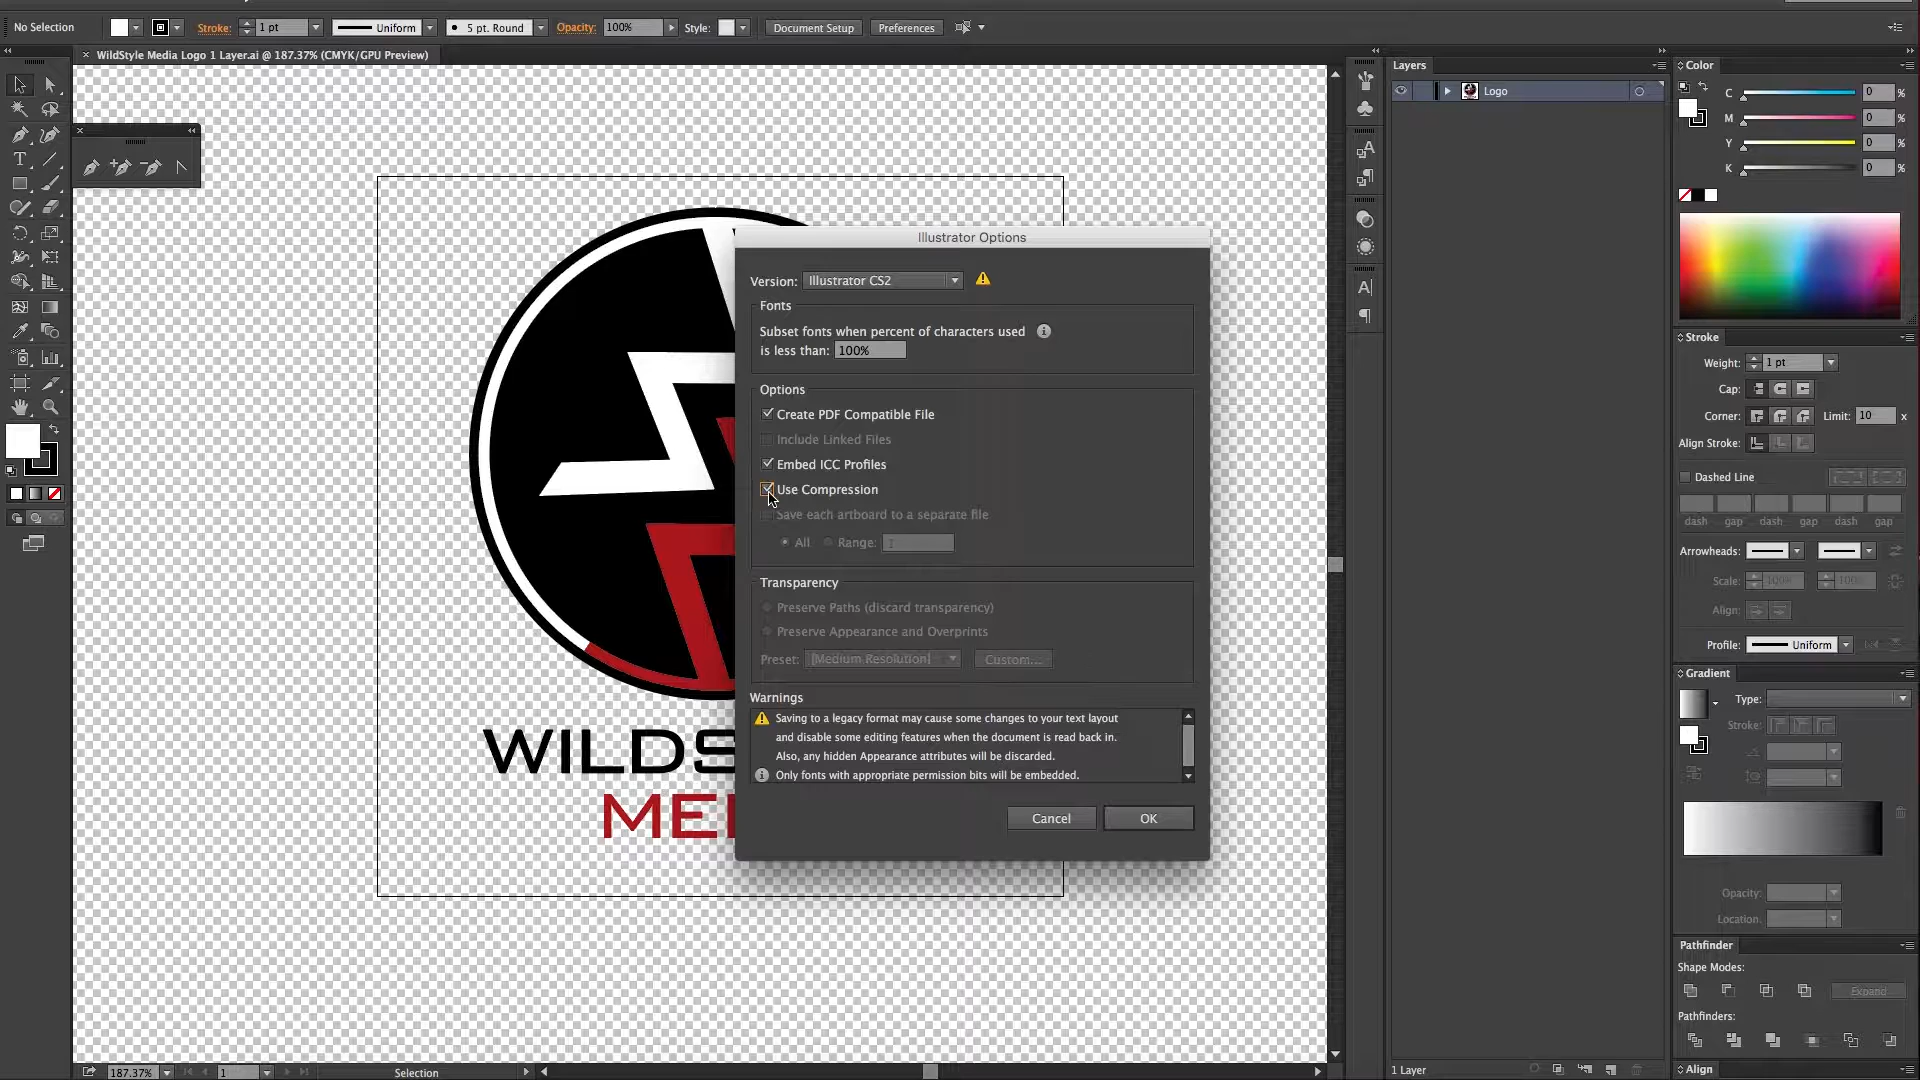 No Selection
Stroke:
1 pt
Uniform
5 pt. Round
Opacity:
100%
Style:
Document Setup
Preferences
WildStyle Media Logo 1 Layer.ai @ 187.37% (CMYK/GPU Preview)
Layers
Logo
Color
C
0
%
M
0
%
Y
0
%
K
0
%
Illustrator Options
Version:
Illustrator CS2
Fonts
Subset fonts when percent of characters used
is less than:
100%
Options
Create PDF Compatible File
Include Linked Files
Embed ICC Profiles
Use Compression
Save each artboard to a separate file
All
Range:
1
Transparency
Preserve Paths (discard transparency)
Preserve Appearance and Overprints
Preset:
[Medium Resolution]
Custom...
Warnings
Saving to a legacy format may cause some changes to your text layout
and disable some editing features when the document is read back in.
Also, any hidden Appearance attributes will be discarded.
Only fonts with appropriate permission bits will be embedded.
Cancel
OK
WILDS
MED
Stroke
Weight:
1 pt
Cap:
Corner:
Limit:
10
x
Align Stroke:
Dashed Line
dash
gap
dash
gap
dash
gap
Arrowheads:
Scale:
100%
100%
Align:
Profile:
Uniform
Gradient
Type:
Stroke:
Opacity:
Location:
Pathfinder
Shape Modes:
Expand
Pathfinders:
Align
187.37%
1
Selection
1 Layer